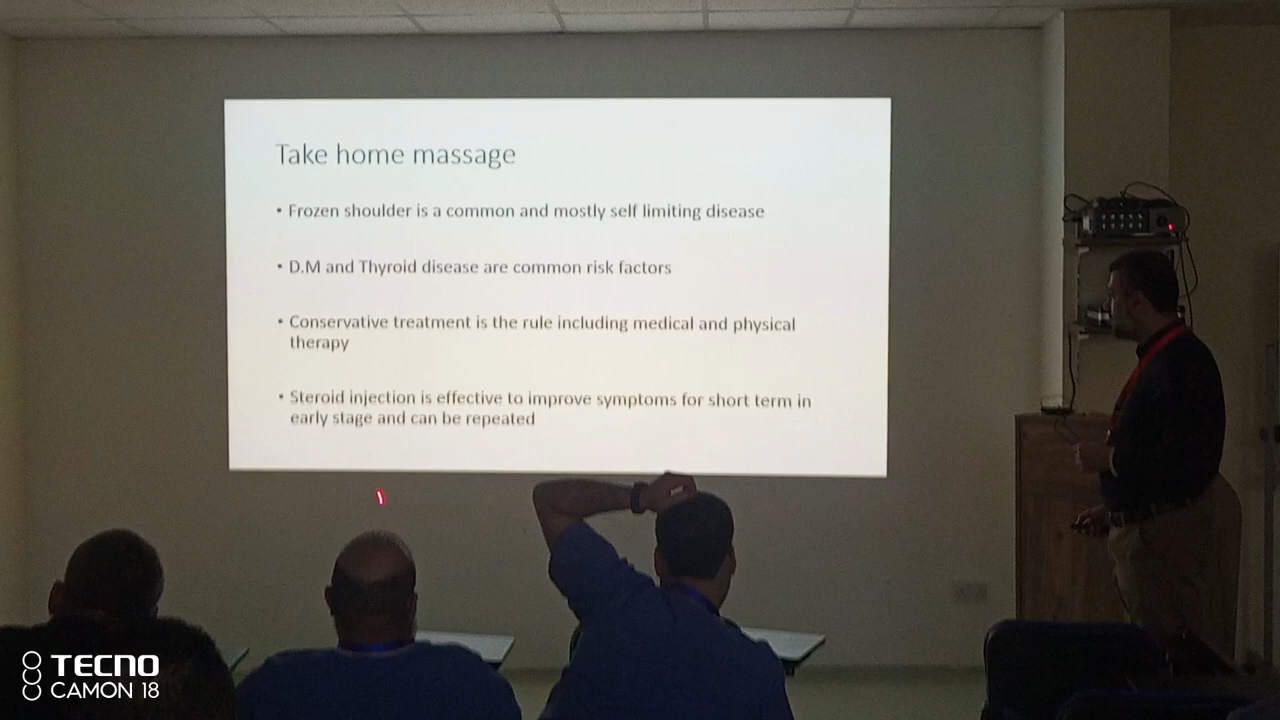 Take home massage
• Frozen shoulder is a common and mostly self limiting disease
• D.M and Thyroid disease are common risk factors
• Conservative treatment is the rule including medical and physical
therapy
• Steroid injection is effective to improve symptoms for short term in
early stage and can be repeated
TECNO
CAMON 18